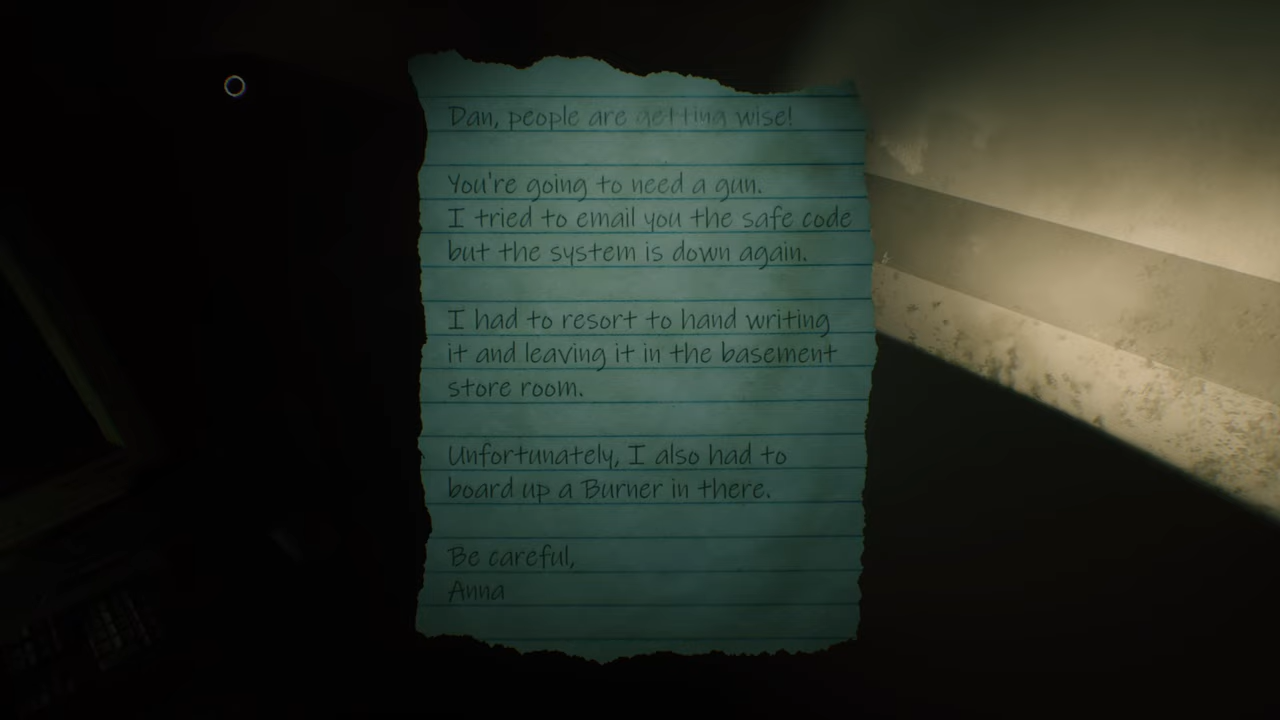 Dan, people are getting wise!
You're going to need a gun.
I tried to email you the safe code
but the system is down again.
I had to resort to hand writing
it and leaving it in the basement
store room.
Unfortunately, I also had to
board up a Burner in there.
Be careful,
Anna